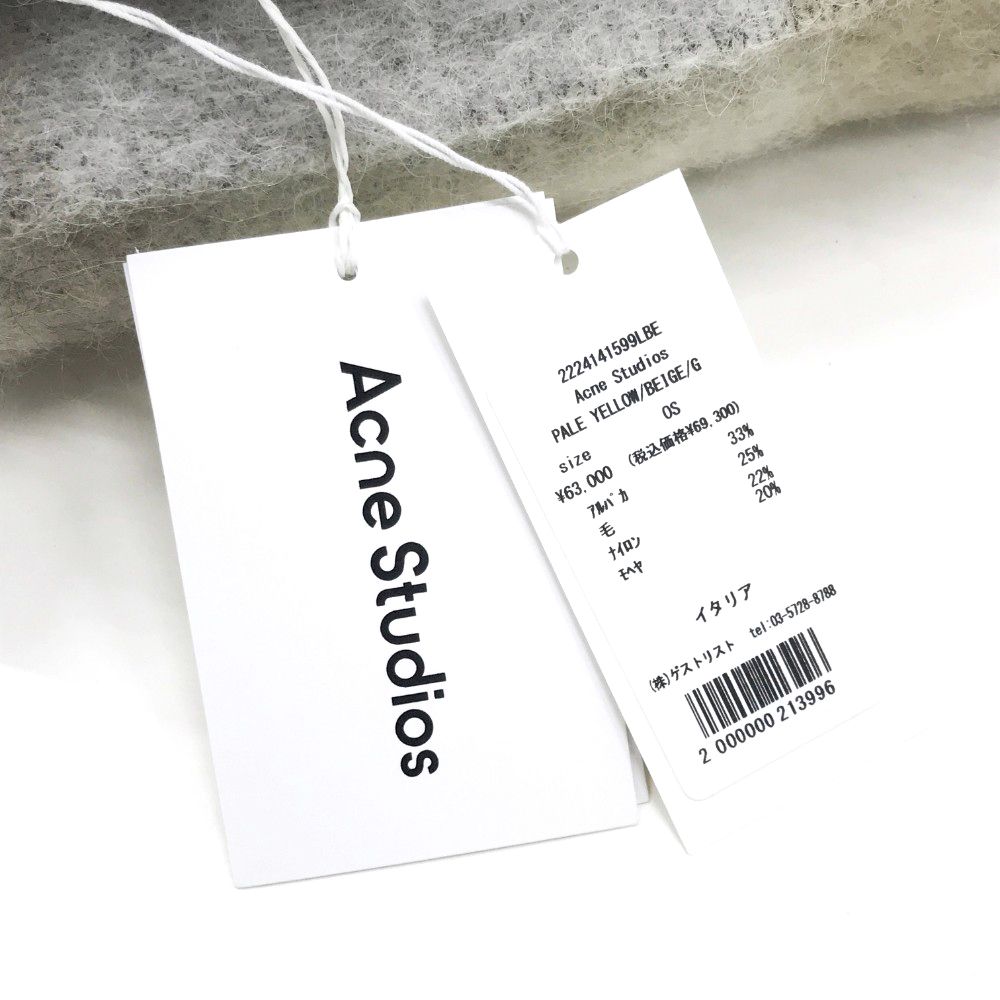 Acne Studios
2224141599LBE
Acne Studios
PALE YELLOW/BEIGE/G
size OS
¥63,000 (税込価格¥69,300)
ｱﾙﾊﾟｶ 33%
毛 25%
ﾅｲﾛﾝ 22%
ﾓﾍﾔ 20%
イタリア
(株)ゲストリスト tel:03-5728-8788
2 000000 213996